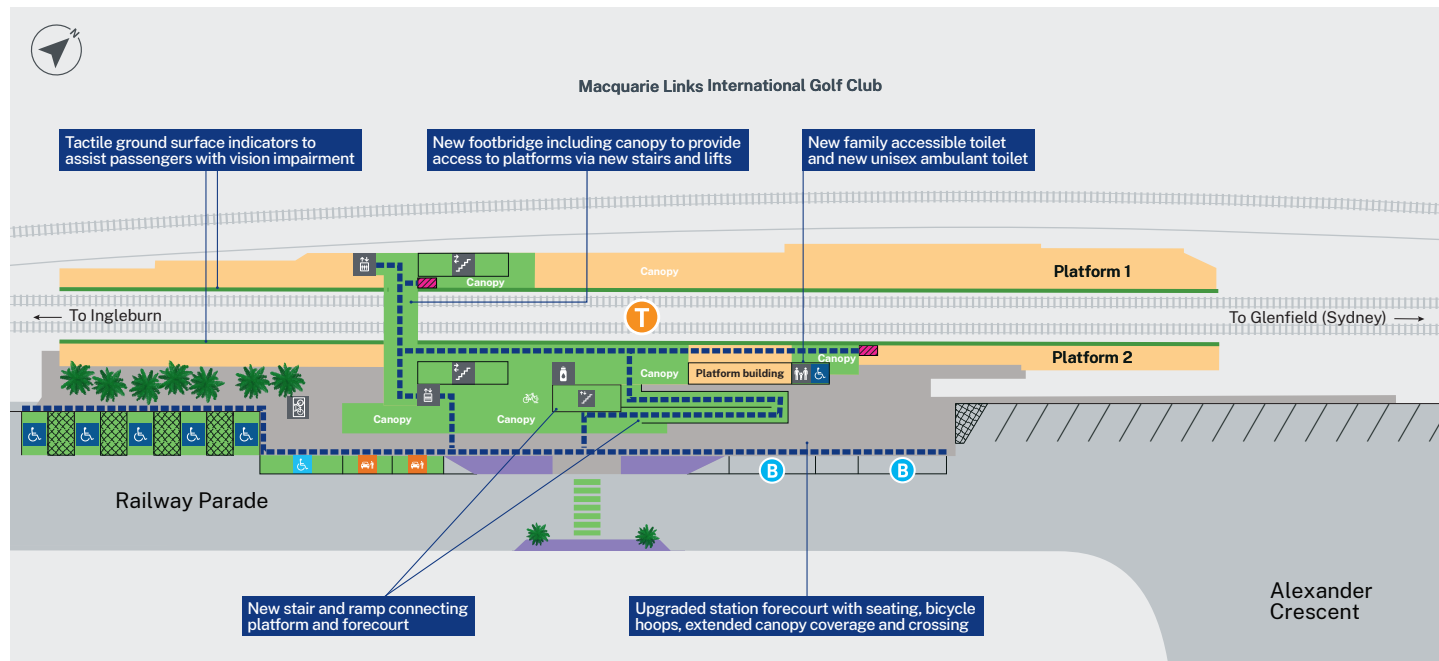 N
Macquarie Links International Golf Club
Tactile ground surface indicators to
assist passengers with vision impairment
New footbridge including canopy to provide
access to platforms via new stairs and lifts
New family accessible toilet
and new unisex ambulant toilet
Canopy
Canopy
Platform 1
To Ingleburn
T
To Glenfield (Sydney)
Canopy
Platform 2
Canopy
Platform building
Canopy
Canopy
B
B
Railway Parade
New stair and ramp connecting
platform and forecourt
Upgraded station forecourt with seating, bicycle
hoops, extended canopy coverage and crossing
Alexander
Crescent